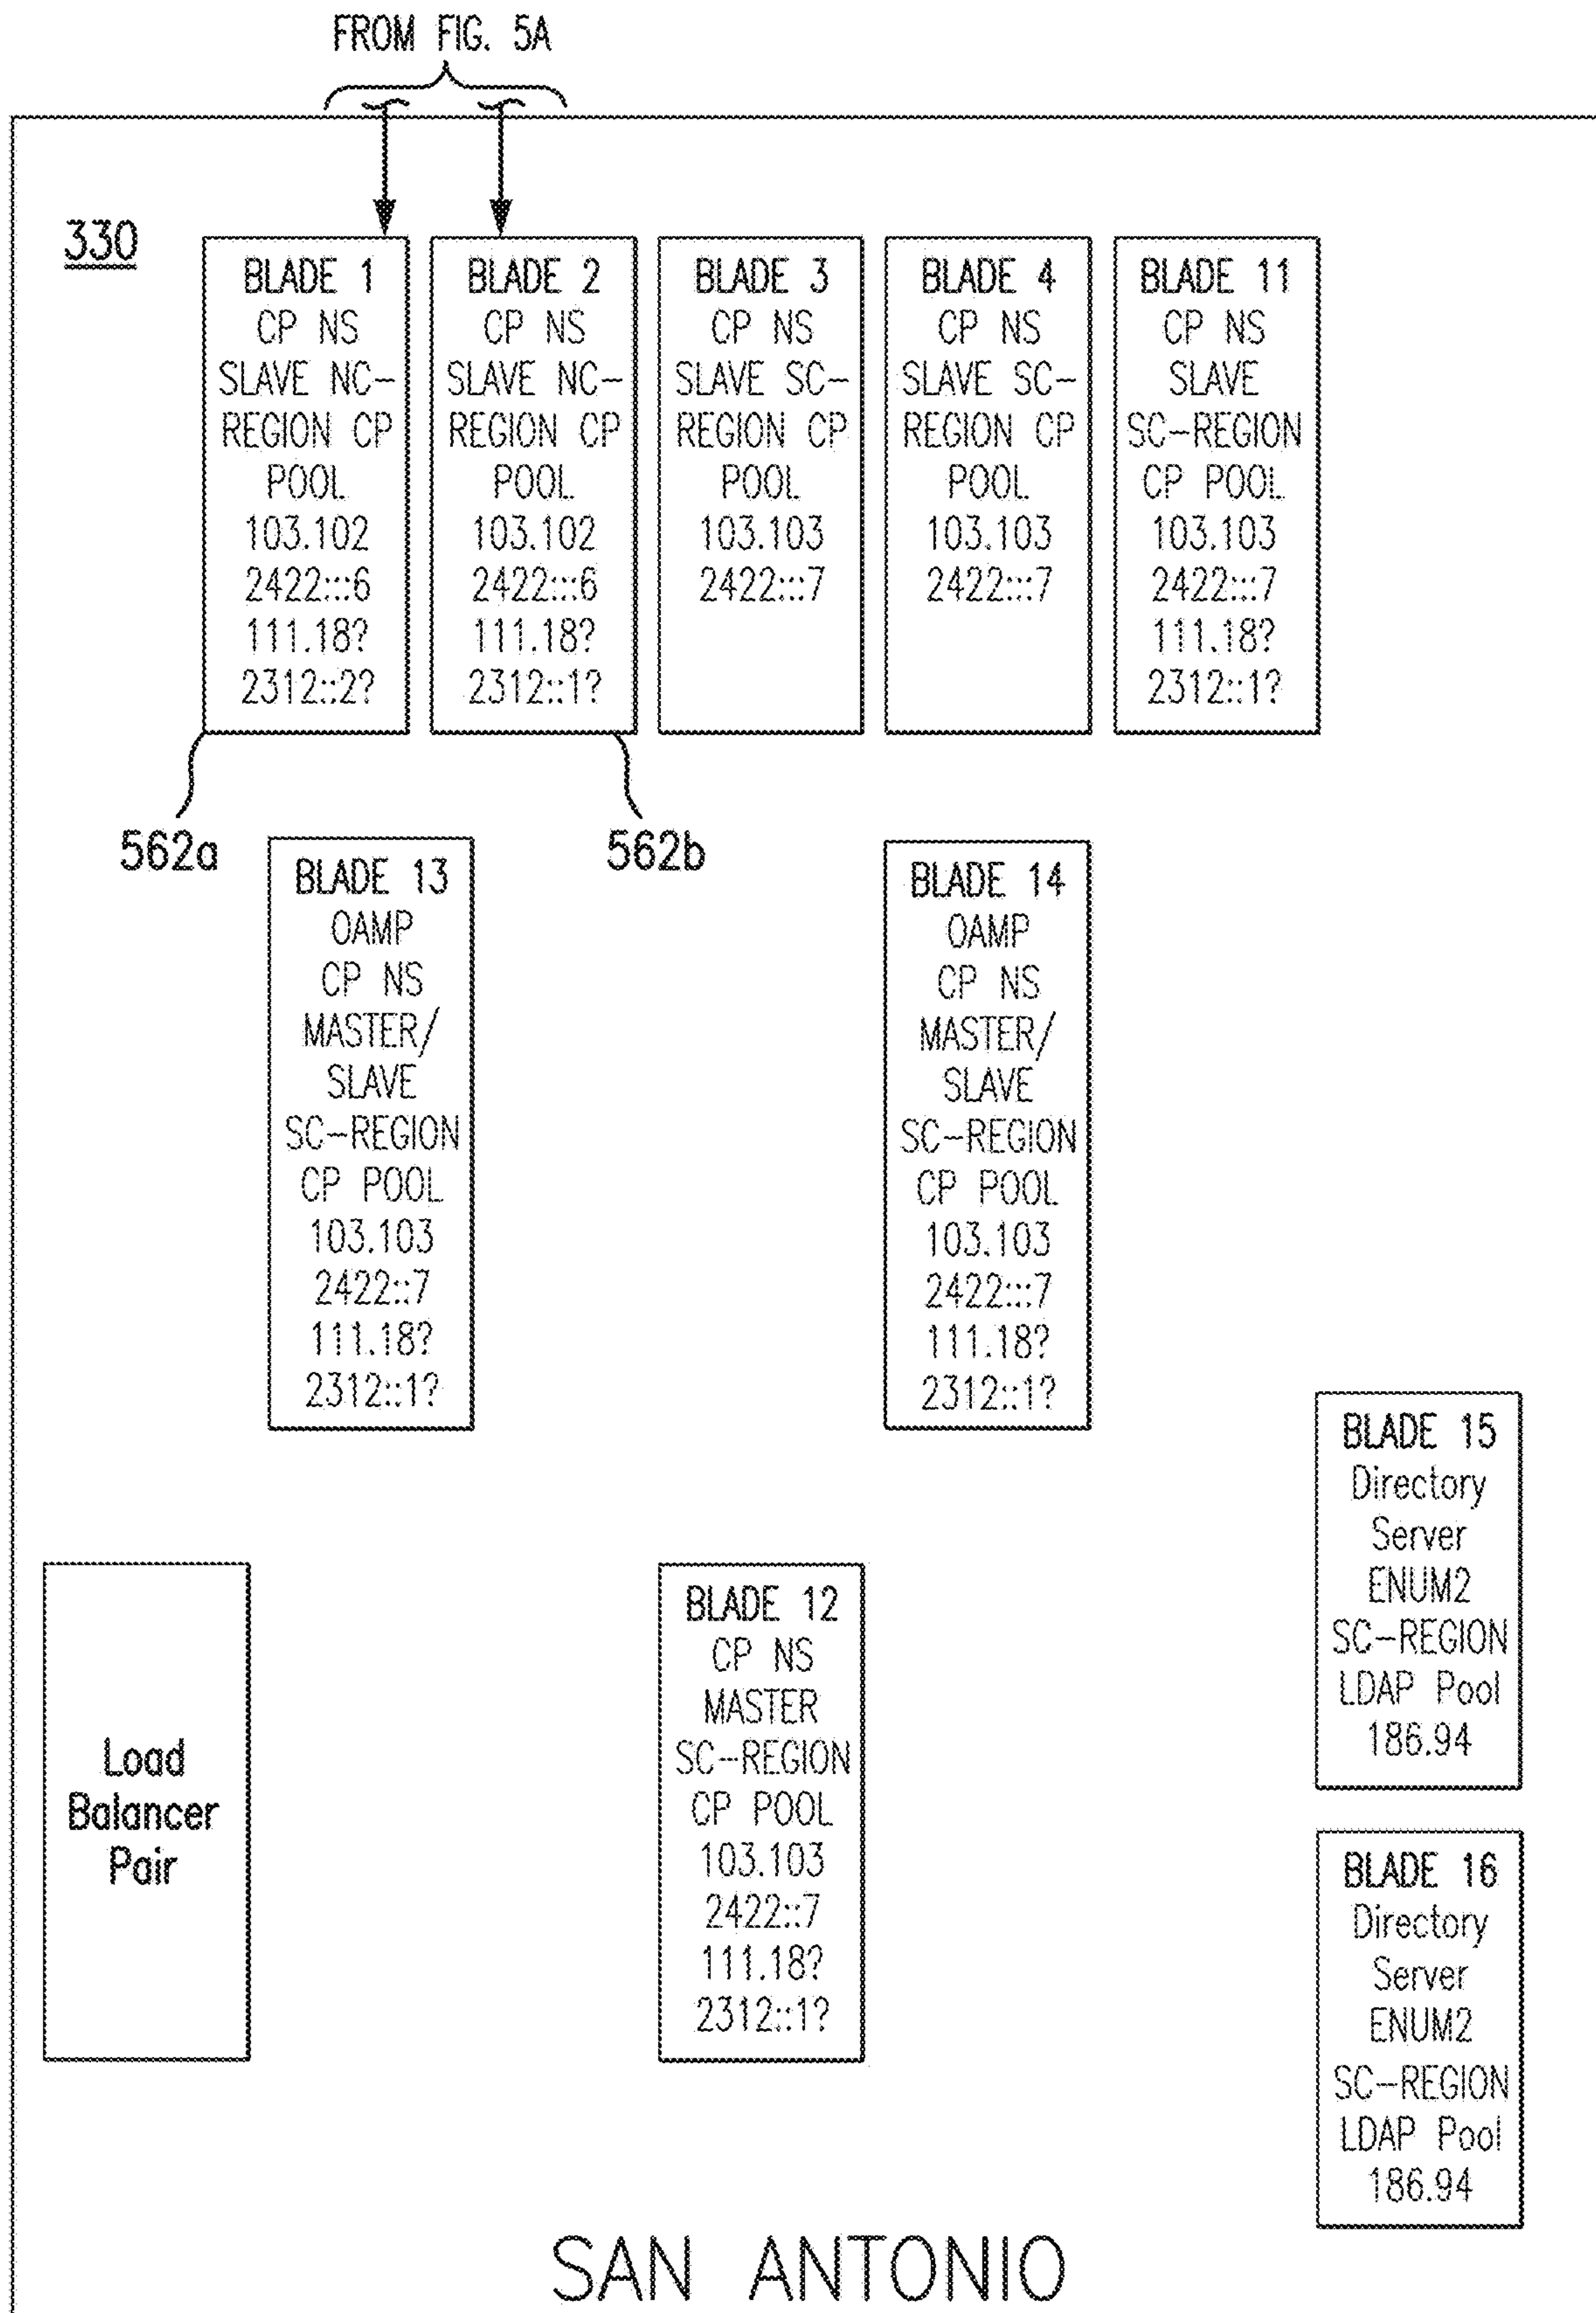 FROM FIG. 5A
330
BLADE 1
CP NS
SLAVE NC-
REGION CP
POOL
103.102
2422:::6
111.18?
2312::2?
BLADE 2
CP NS
SLAVE NC-
REGION CP
POOL
103.102
2422:::6
111.18?
2312::1?
BLADE 3
CP NS
SLAVE SC-
REGION CP
POOL
103.103
2422:::7
BLADE 4
CP NS
SLAVE SC-
REGION CP
POOL
103.103
2422:::7
BLADE 11
CP NS
SLAVE
SC-REGION
CP POOL
103.103
2422:::7
111.18?
2312::1?
562a
562b
BLADE 13
OAMP
CP NS
MASTER/
SLAVE
SC-REGION
CP POOL
103.103
2422::7
111.18?
2312::1?
BLADE 14
OAMP
CP NS
MASTER/
SLAVE
SC-REGION
CP POOL
103.103
2422:::7
111.18?
2312::1?
BLADE 15
Directory
Server
ENUM2
SC-REGION
LDAP Pool
186.94
Load
Balancer
Pair
BLADE 12
CP NS
MASTER
SC-REGION
CP POOL
103.103
2422::7
111.18?
2312::1?
BLADE 16
Directory
Server
ENUM2
SC-REGION
LDAP Pool
186.94
SAN ANTONIO